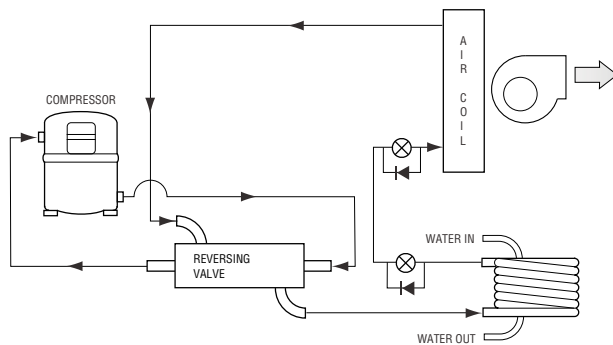 A
I
R
C
O
I
L
COMPRESSOR
WATER IN
REVERSING
VALVE
WATER OUT